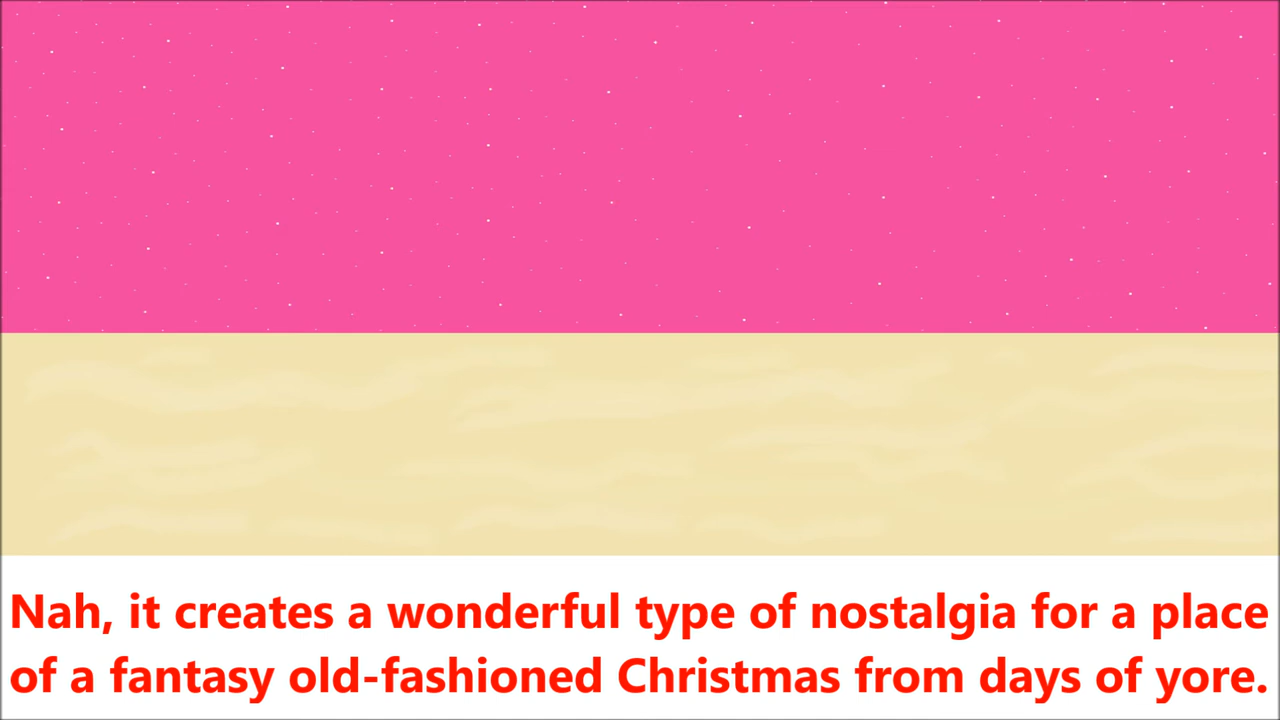 Nah, it creates a wonderful type of nostalgia for a place
of a fantasy old-fashioned Christmas from days of yore.